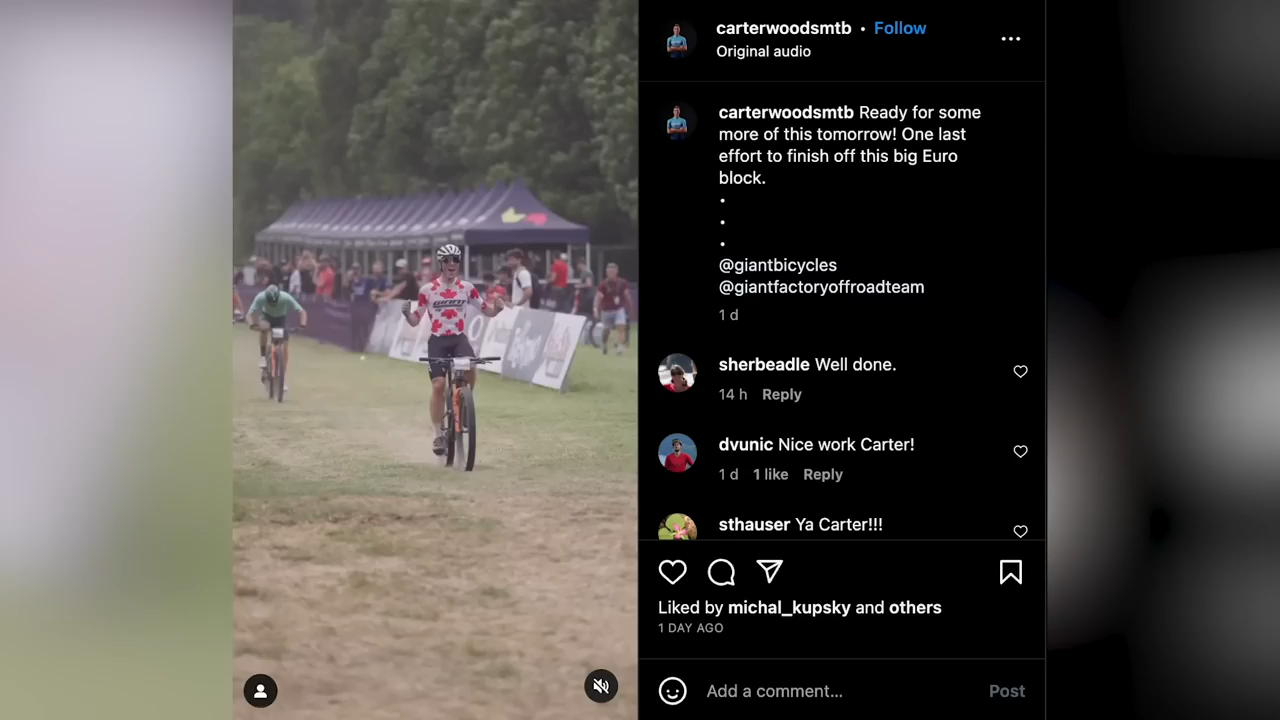 carterwoodsmtb • Follow
Original audio
carterwoodsmtb Ready for some
more of this tomorrow! One last
effort to finish off this big Euro
block.
.
.
.
@giantbicycles
@giantfactoryoffroadteam
1 d
sherbeadle Well done.
14 h Reply
dvunic Nice work Carter!
1 d 1 like Reply
sthauser Ya Carter!!!
Liked by michal_kupsky and others
1 DAY AGO
Add a comment... Post
GIANT